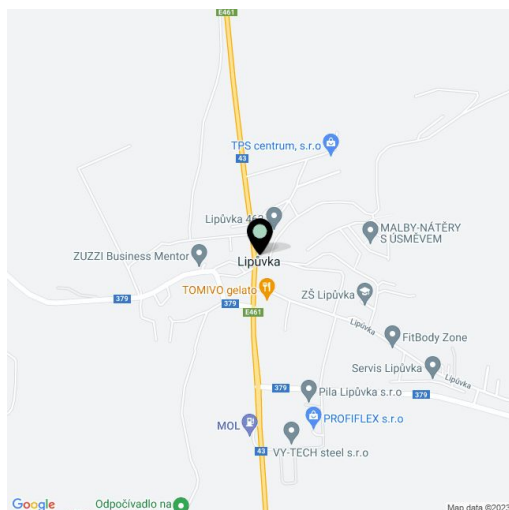 E461
43
TPS centrum, s.r.o
Lipůvka 462
MALBY-NÁTĚRY
S ÚSMĚVEM
ZUZZI Business Mentor
Lipůvka
TOMIVO gelato
ZŠ Lipůvka
379
379
E461
FitBody Zone
Lipůvka
Servis Lipůvka
Lipůvka
379
Pila Lipůvka s.r.o
379
PROFIFLEX s.r.o
MOL
VY-TECH steel s.r.o
43
Google
Odpočívadlo na
Map data ©2023